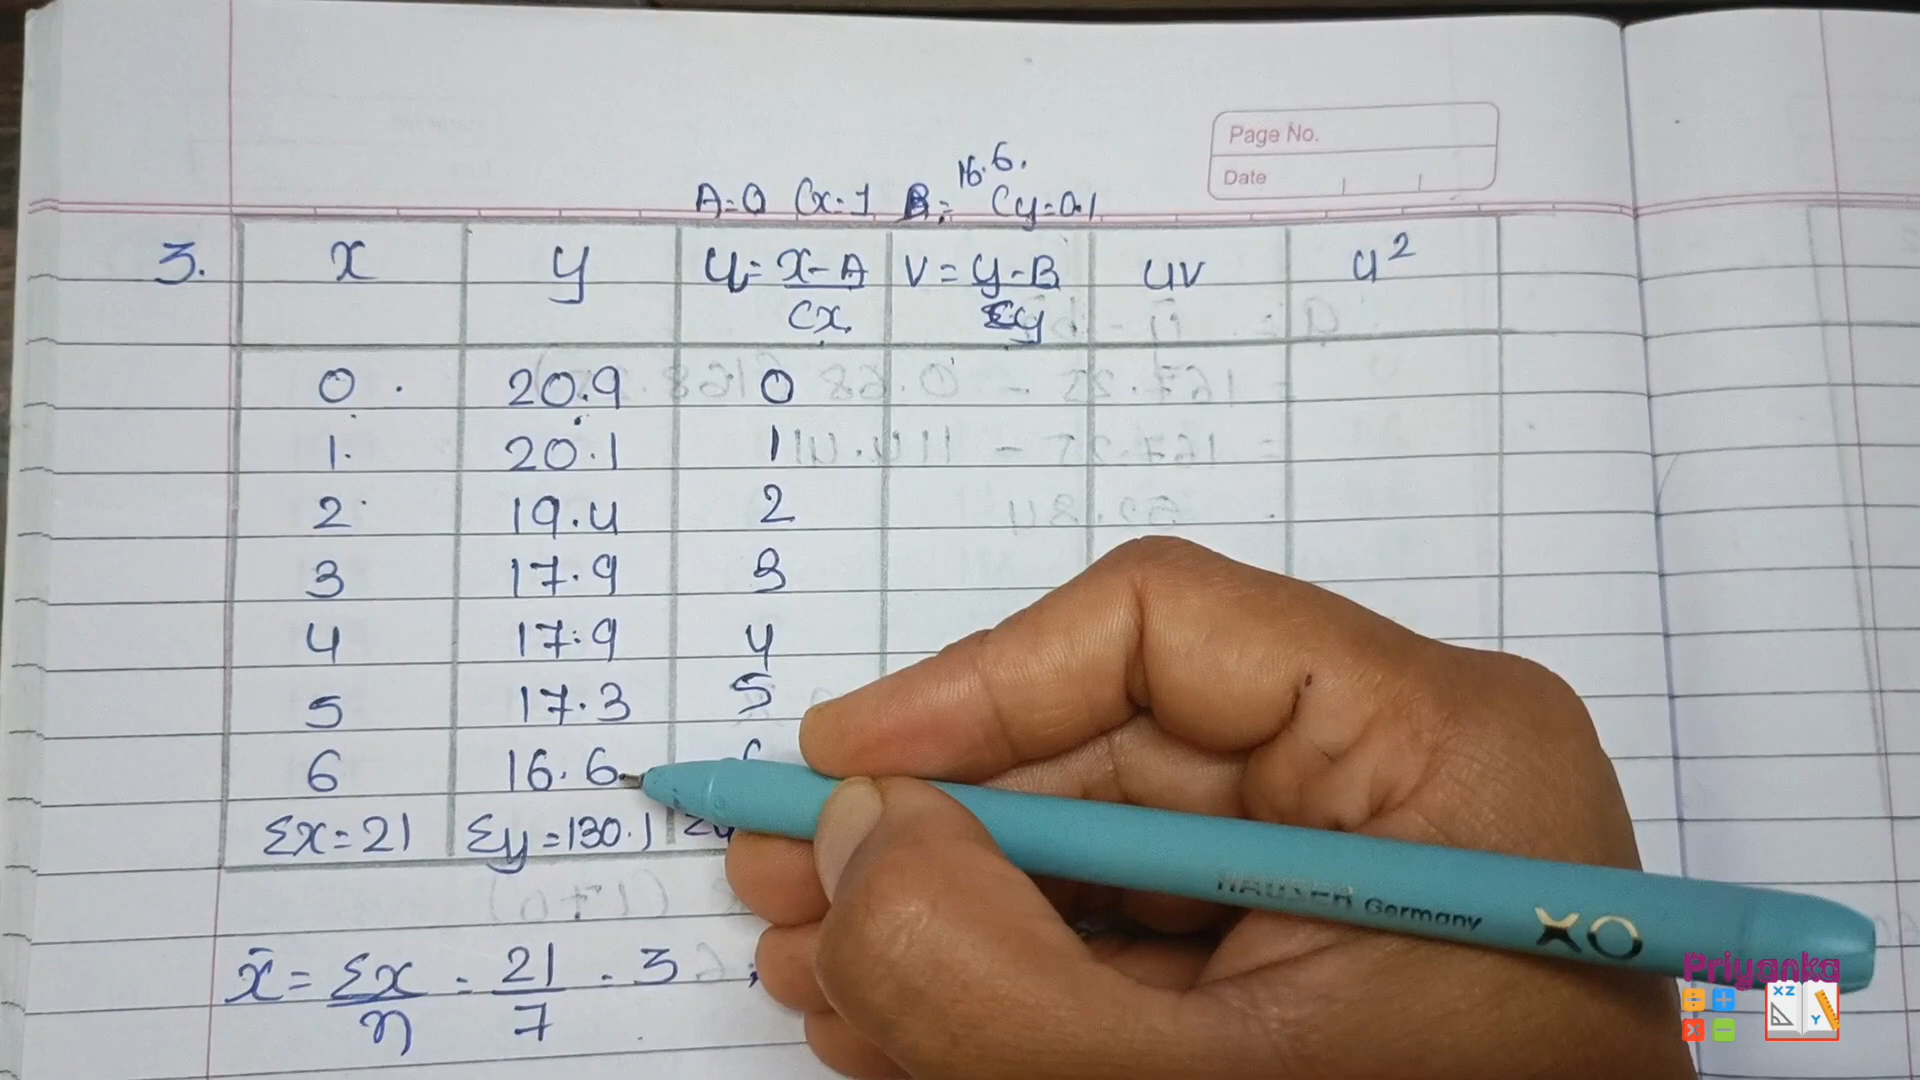 Page No.
Date
16.6.
A=0 Cx=1 B= Cy=0.1
3. x y u=x-A/Cx v=y-B/Cy uv u²
0 20.9 0
1 20.1 1
2 19.4 2
3 17.9 3
4 17.9 4
5 17.3 5
6 16.6
Σx=21 Σy=130.1
x̄ = Σx/n = 21/7 = 3 ;
Germany XO
Priyanka
XZ
Y